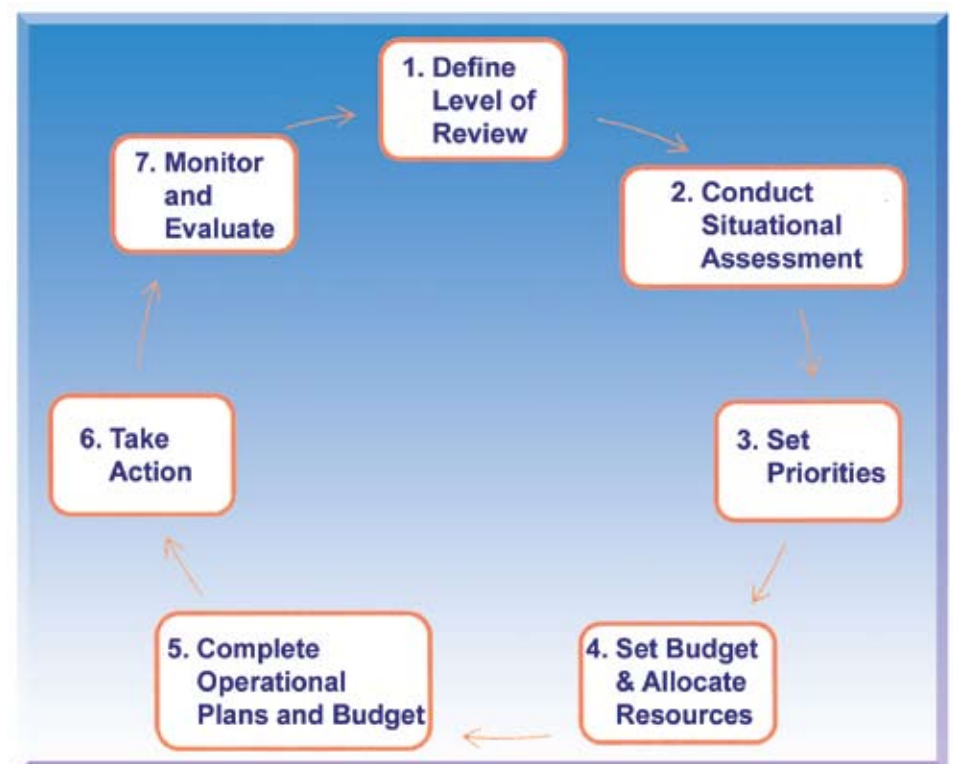 1. Define
Level of
Review
2. Conduct
Situational
Assessment
3. Set
Priorities
4. Set Budget
& Allocate
Resources
5. Complete
Operational
Plans and Budget
6. Take
Action
7. Monitor
and
Evaluate